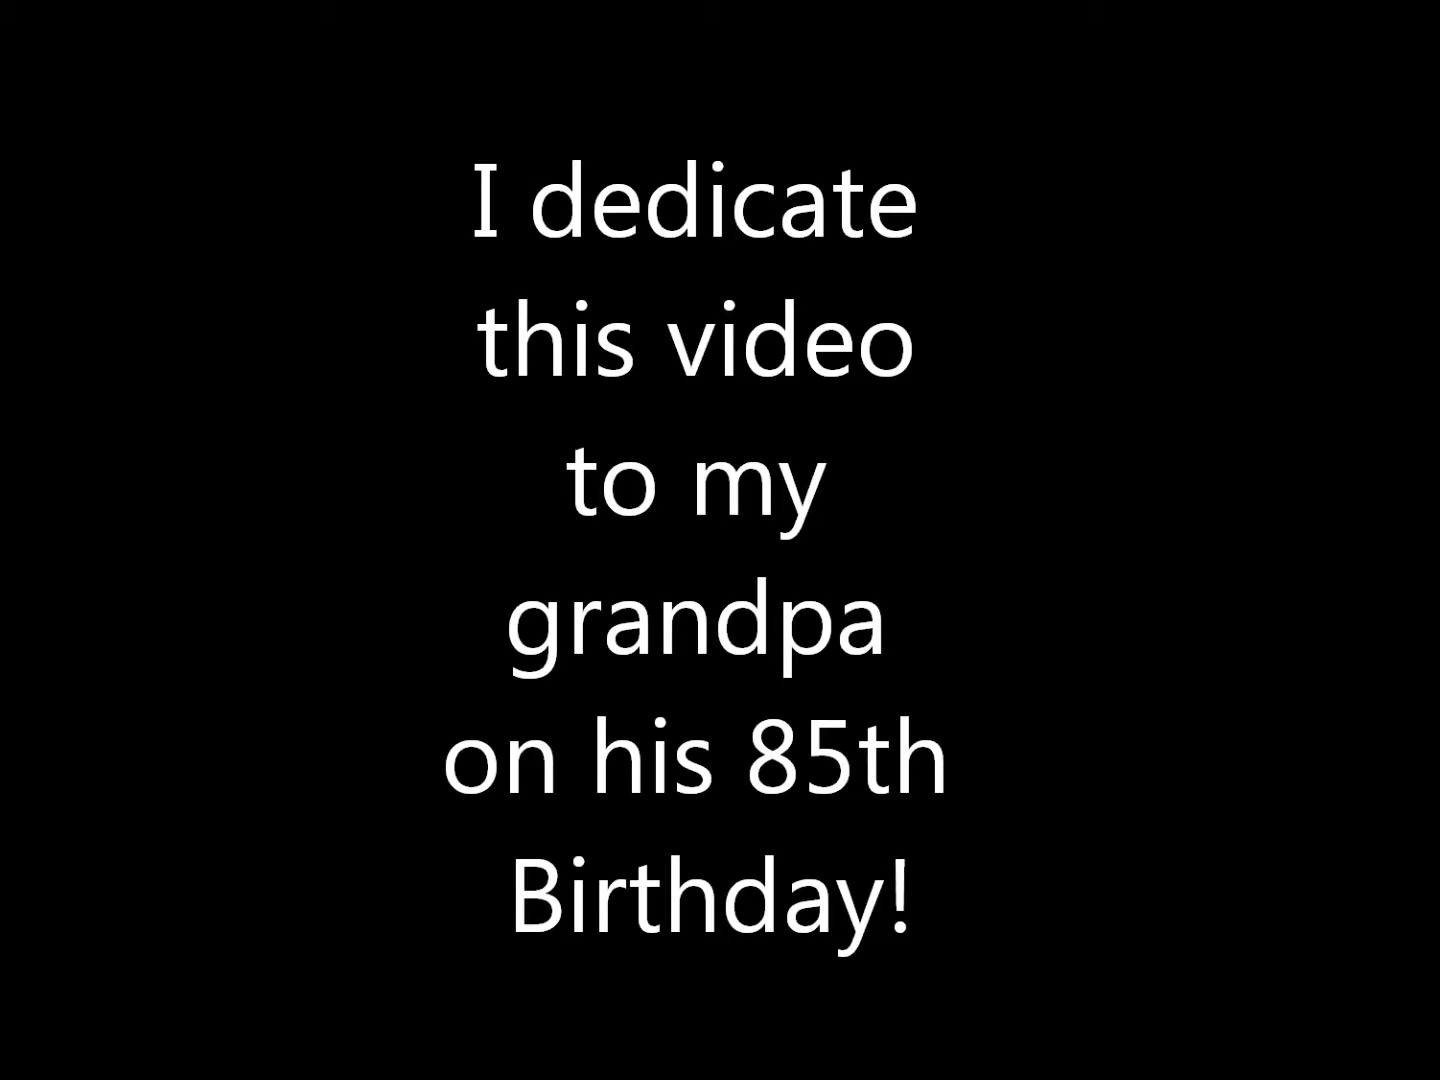 I dedicate
this video
to my
grandpa
on his 85th
Birthday!